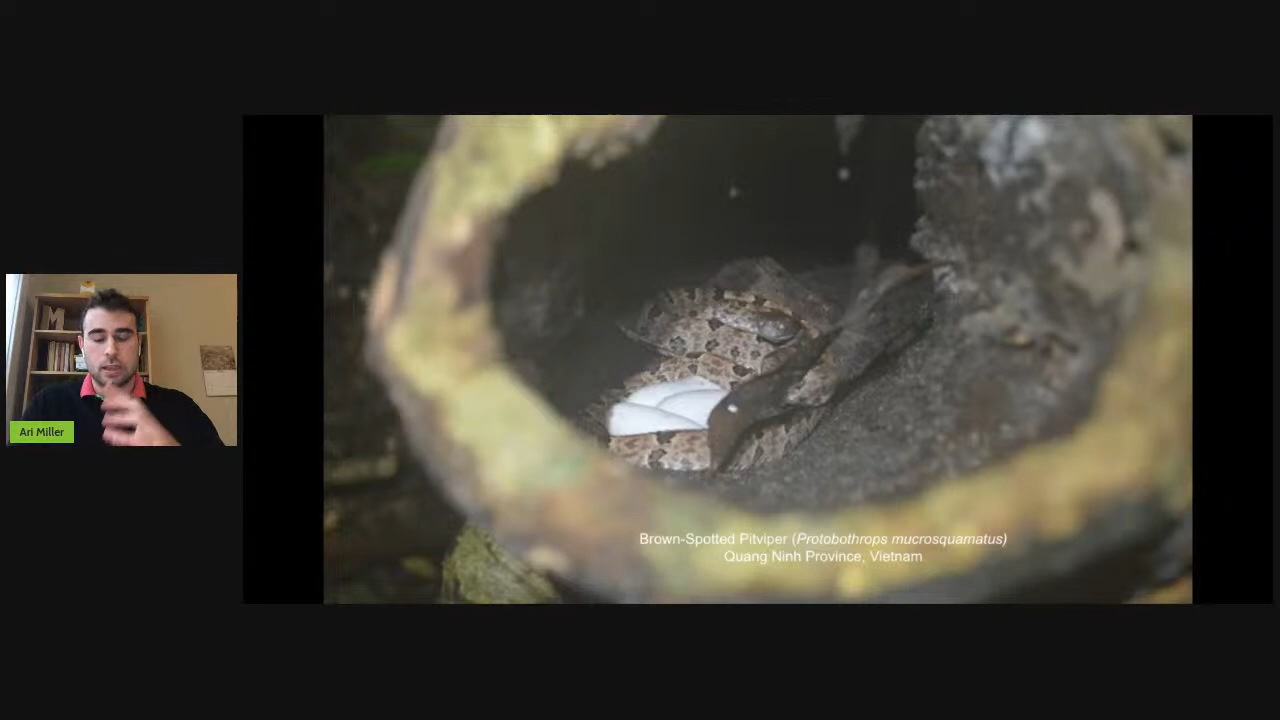 Ari Miller
Brown-Spotted Pitviper (Protobothrops mucrosquamatus)
Quang Ninh Province, Vietnam
M